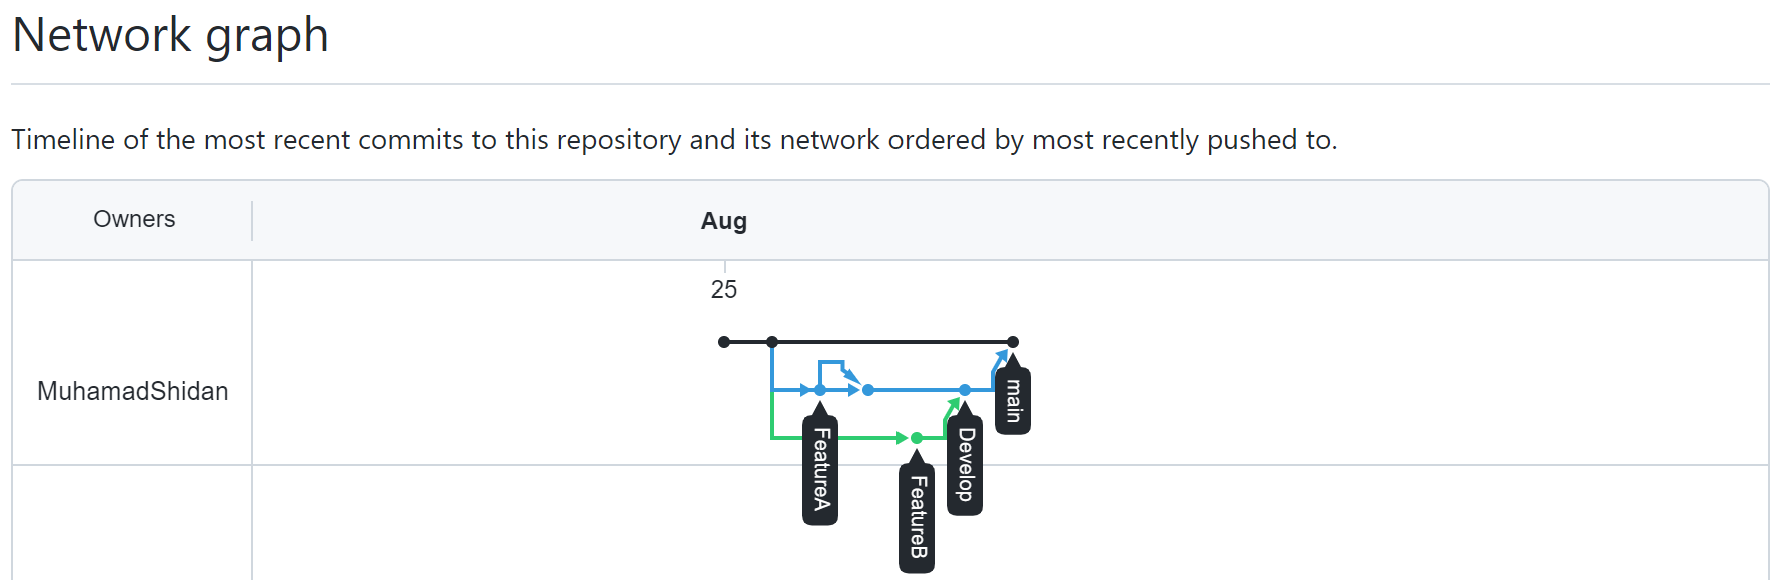 Network graph
Timeline of the most recent commits to this repository and its network ordered by most recently pushed to.
Owners
Aug
25
MuhamadShidan
main
FeatureA
Develop
FeatureB